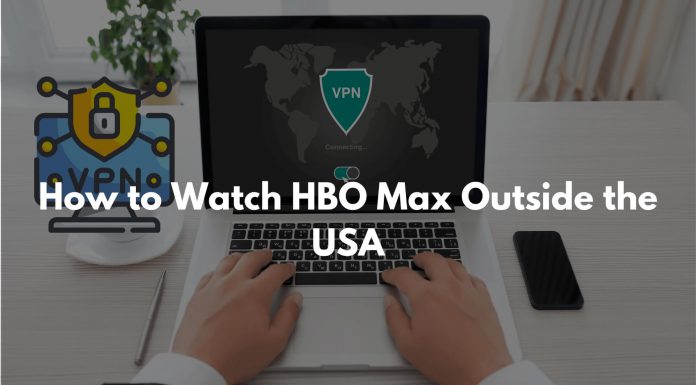 VPN
Connecting...
VPN
How to Watch HBO Max Outside the
USA